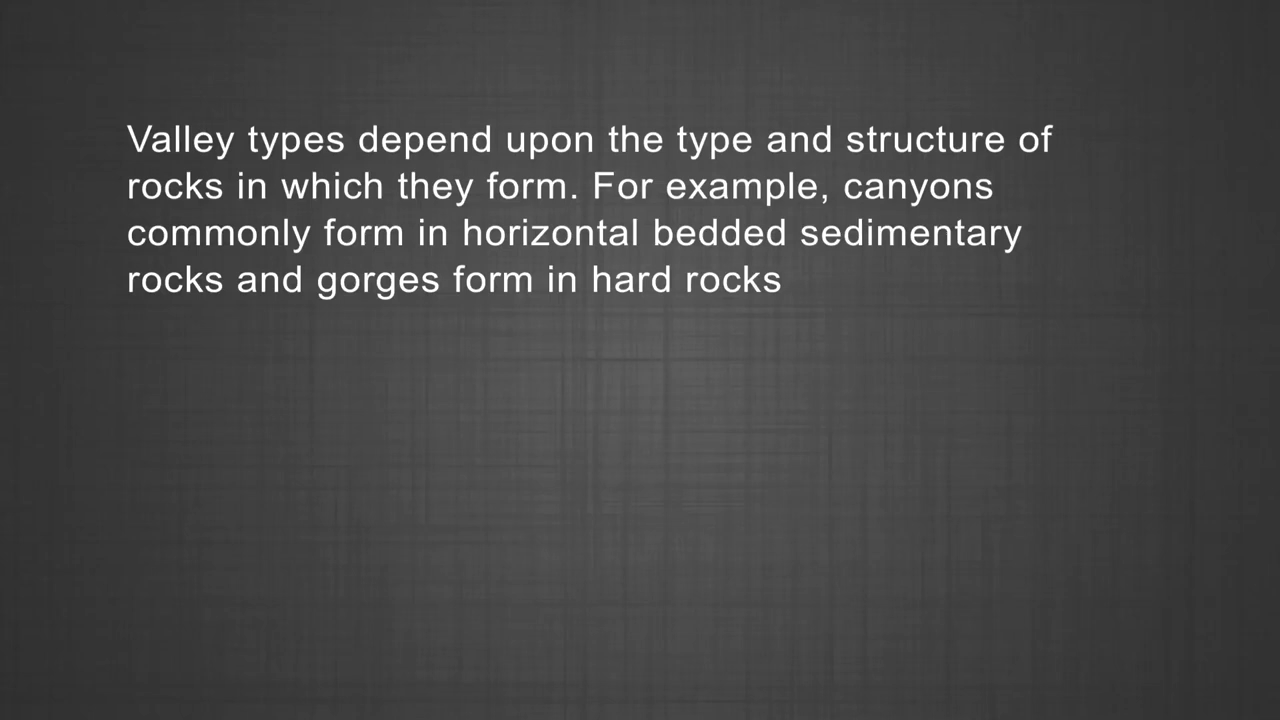 Valley types depend upon the type and structure of
rocks in which they form. For example, canyons
commonly form in horizontal bedded sedimentary
rocks and gorges form in hard rocks